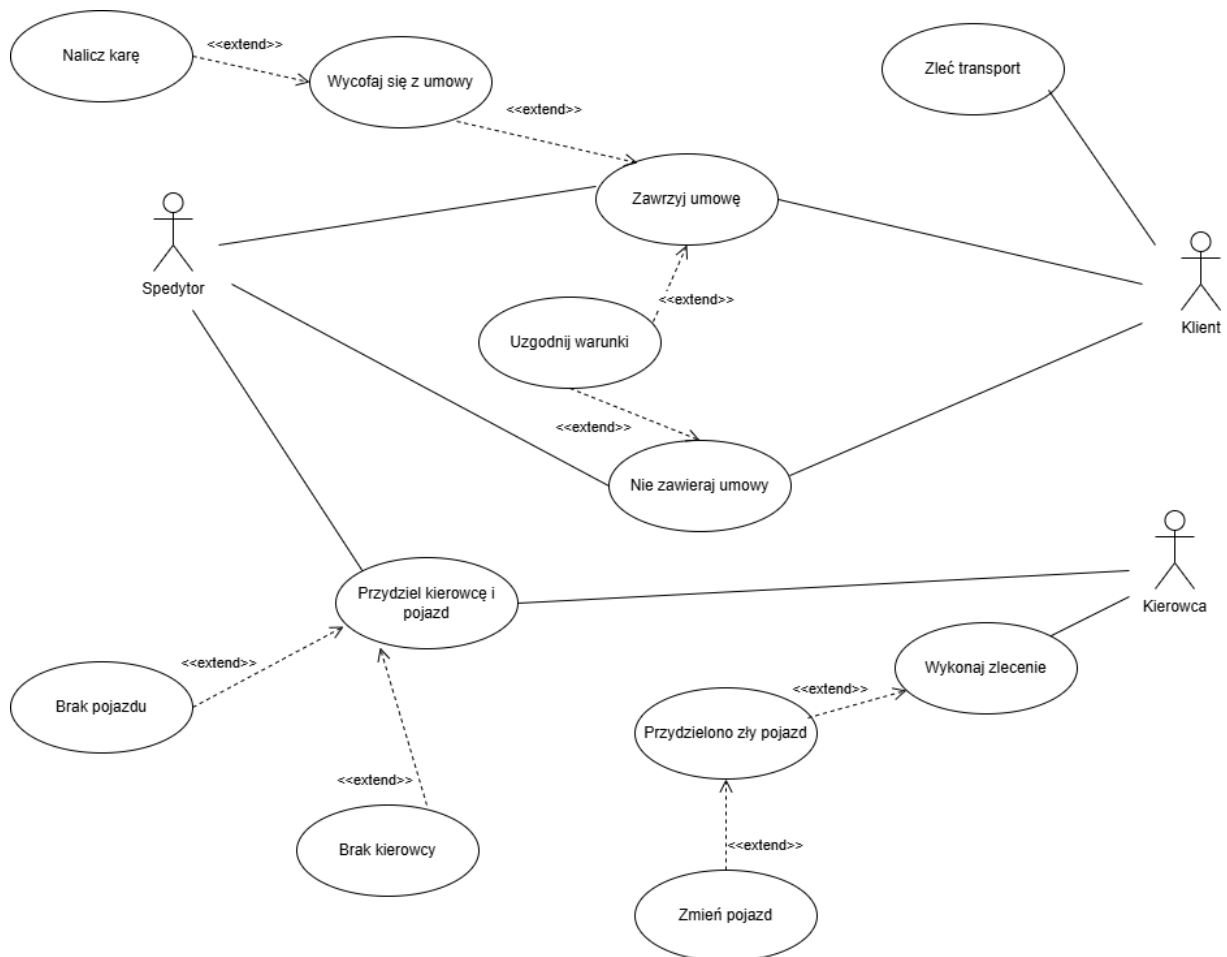 Nalicz karę
<<extend>>
Wycofaj się z umowy
<<extend>>
Zleć transport
Zawrzyj umowę
Spedytor
<<extend>>
Klient
Uzgodnij warunki
<<extend>>
Nie zawieraj umowy
Przydziel kierowcę i
pojazd
Kierowca
<<extend>>
Wykonaj zlecenie
<<extend>>
Brak pojazdu
Przydzielono zły pojazd
<<extend>>
Brak kierowcy
<<extend>>
Zmień pojazd